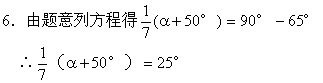 6．由题意列方程得 1/7 (α+50°) ＝90° －65°
∴ 1/7 （α+50°）＝25°